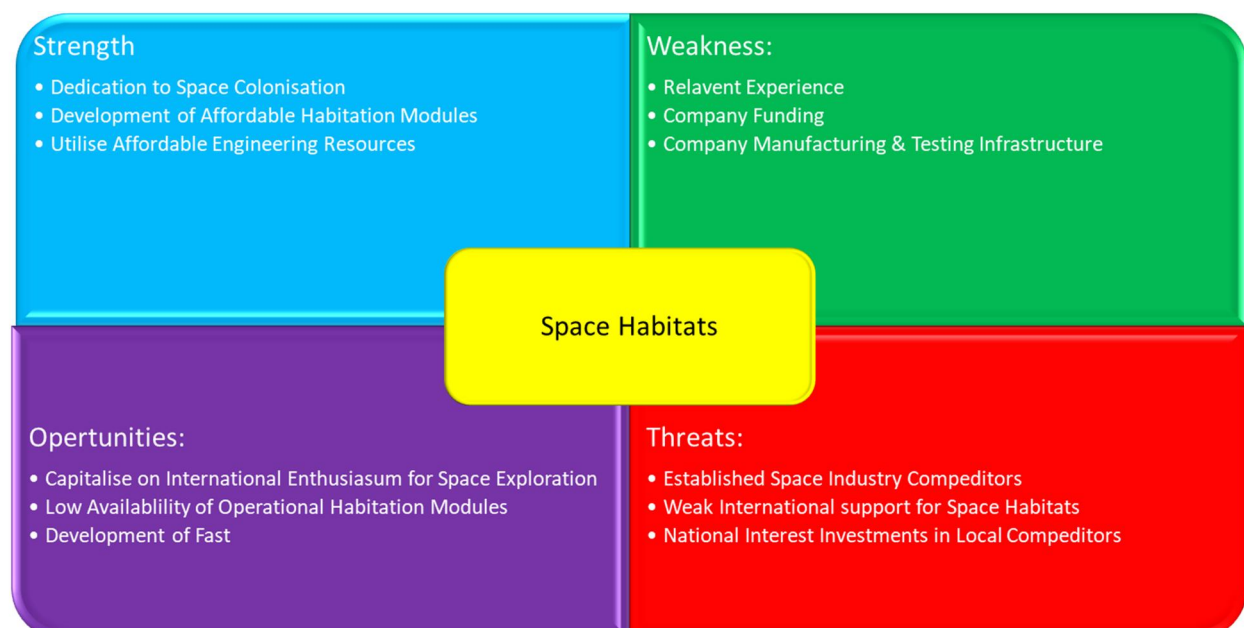 Strength
• Dedication to Space Colonisation
• Development of Affordable Habitation Modules
• Utilise Affordable Engineering Resources
Weakness:
• Relavent Experience
• Company Funding
• Company Manufacturing & Testing Infrastructure
Space Habitats
Opertunities:
• Capitalise on International Enthusiasum for Space Exploration
• Low Availablility of Operational Habitation Modules
• Development of Fast
Threats:
• Established Space Industry Compeditors
• Weak International support for Space Habitats
• National Interest Investments in Local Compeditors